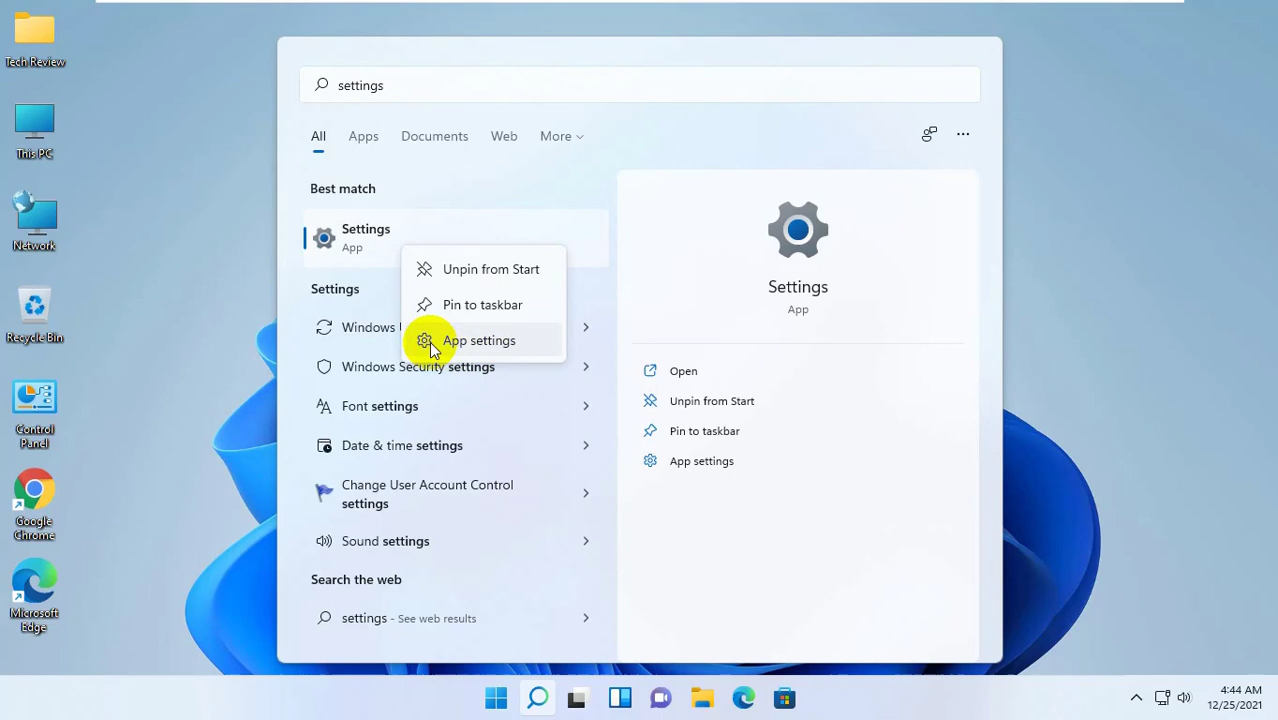 Tech Review
This PC
Network
Recycle Bin
Control
Panel
Google
Chrome
Microsoft
Edge
settings
All
Apps
Documents
Web
More
Best match
Settings
App
Unpin from Start
Pin to taskbar
App settings
Settings
Windows
Windows Security settings
Font settings
Date & time settings
Change User Account Control
settings
Sound settings
Search the web
settings - See web results
Settings
App
Open
Unpin from Start
Pin to taskbar
App settings
4:44 AM
12/25/2021